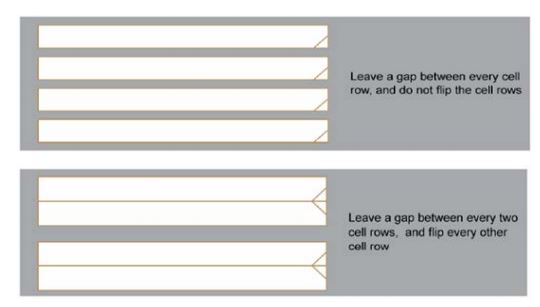 Leave a gap between every cell
row, and do not flip the cell rows
Leave a gap between every two
cell rows,  and flip every other
cell row